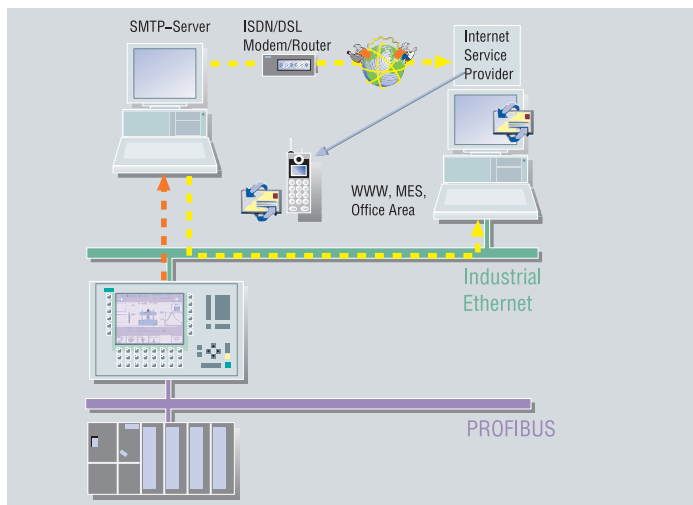 SMTP–Server
ISDN/DSL
Modem/Router
Internet
Service
Provider
WWW, MES,
Office Area
Industrial
Ethernet
PROFIBUS